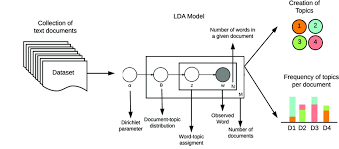 Collection of
text documents
Dataset
LDA Model
Number of words in
a given document
α
θ
z
w
N
M
Dirichlet
parameter
Document-topic
distribution
Word-topic
assigment
Observed
Word
Number of
documents
Creation of
Topics
1
2
3
4
Frequency of topics
per document
D1 D2 D3 D4